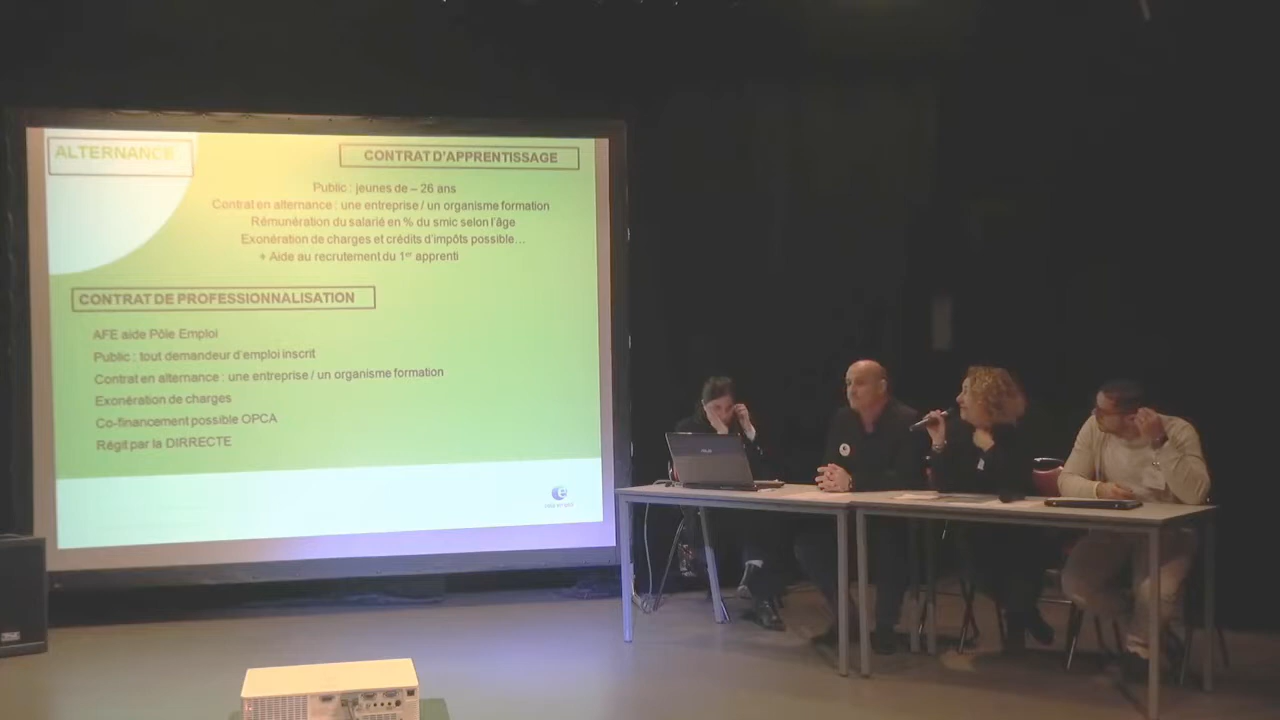 ALTERNANCE
CONTRAT D'APPRENTISSAGE
Public : jeunes de – 26 ans
Contrat en alternance : une entreprise / un organisme formation
Rémunération du salarié en % du smic selon l'âge
Exonération de charges et crédits d'impôts possible…
+ Aide au recrutement du 1er apprenti
CONTRAT DE PROFESSIONNALISATION
AFE aide Pôle Emploi
Public : tout demandeur d'emploi inscrit
Contrat en alternance : une entreprise / un organisme formation
Exonération de charges
Co-financement possible OPCA
Régit par la DIRRECTE
pôle emploi